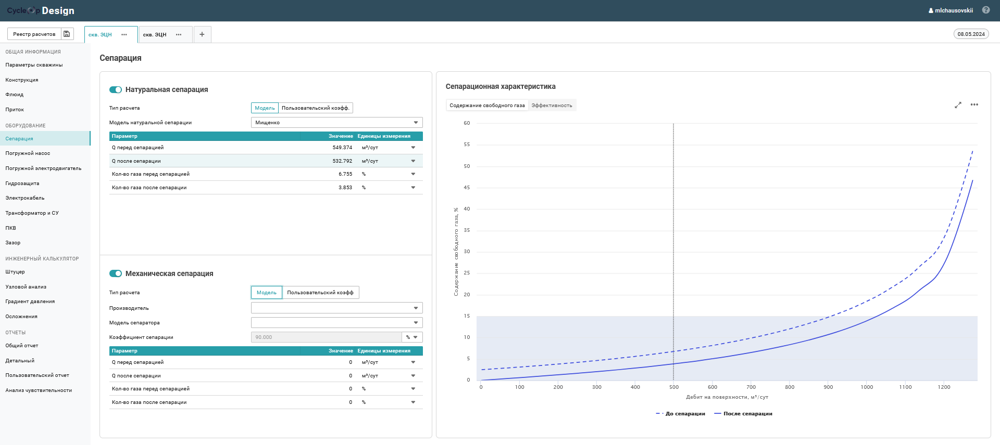 CycleOp Design
mlchausovskii
Реестр расчетов
скв. ЭЦН
скв. ЭЦН
08.05.2024
ОБЩАЯ ИНФОРМАЦИЯ
Параметры скважины
Конструкция
Флюид
Приток
ОБОРУДОВАНИЕ
Сепарация
Погружной насос
Погружной электродвигатель
Гидрозащита
Электрокабель
Трансформатор и СУ
ПКВ
Зазор
ИНЖЕНЕРНЫЙ КАЛЬКУЛЯТОР
Штуцер
Узловой анализ
Градиент давления
Осложнения
ОТЧЕТЫ
Общий отчет
Детальный
Пользовательский отчет
Анализ чувствительности
Сепарация
Натуральная сепарация
Тип расчета Модель Пользовательский коэфф.
Модель натуральной сепарации Мищенко
Параметр Значение Единицы измерения
Q перед сепарацией 549.374 м³/сут
Q после сепарации 532.792 м³/сут
Кол-во газа перед сепарацией 6.755 %
Кол-во газа после сепарации 3.853 %
Механическая сепарация
Тип расчета Модель Пользовательский коэфф
Производитель
Модель сепаратора
Коэффициент сепарации 90.000 %
Параметр Значение Единицы измерения
Q перед сепарацией 0 м³/сут
Q после сепарации 0 м³/сут
Кол-во газа перед сепарацией 0 %
Кол-во газа после сепарации 0 %
Сепарационная характеристика
Содержание свободного газа Эффективность
Содержание свободного газа, %
60
55
50
45
40
35
30
25
20
15
10
5
0
0 100 200 300 400 500 600 700 800 900 1000 1100 1200
Дебит на поверхности, м³/сут
До сепарации После сепарации